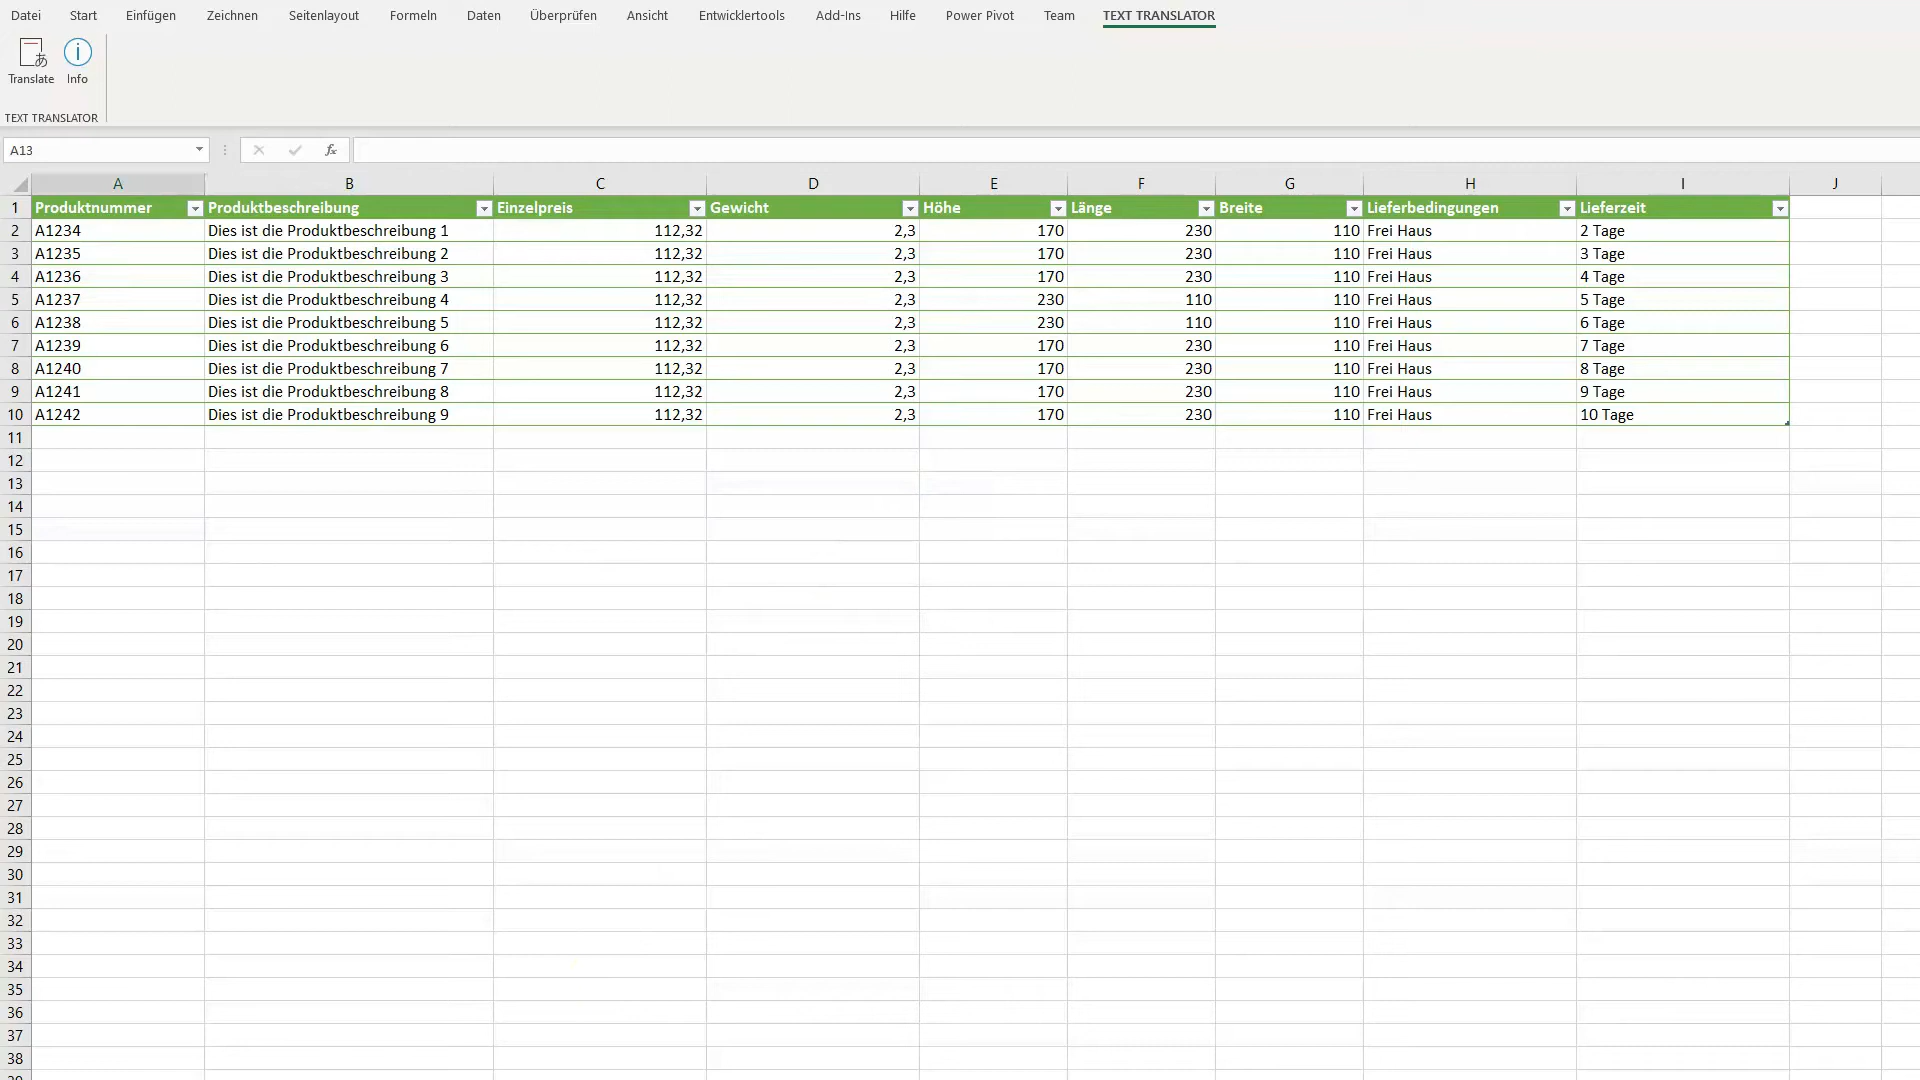 Datei Start Einfügen Zeichnen Seitenlayout Formeln Daten Überprüfen Ansicht Entwicklertools Add-Ins Hilfe Power Pivot Team TEXT TRANSLATOR
Translate Info
TEXT TRANSLATOR
A13 fx
A B C D E F G H I J
1 Produktnummer Produktbeschreibung Einzelpreis Gewicht Höhe Länge Breite Lieferbedingungen Lieferzeit
2 A1234 Dies ist die Produktbeschreibung 1 112,32 2,3 170 230 110 Frei Haus 2 Tage
3 A1235 Dies ist die Produktbeschreibung 2 112,32 2,3 170 230 110 Frei Haus 3 Tage
4 A1236 Dies ist die Produktbeschreibung 3 112,32 2,3 170 230 110 Frei Haus 4 Tage
5 A1237 Dies ist die Produktbeschreibung 4 112,32 2,3 230 110 110 Frei Haus 5 Tage
6 A1238 Dies ist die Produktbeschreibung 5 112,32 2,3 230 110 110 Frei Haus 6 Tage
7 A1239 Dies ist die Produktbeschreibung 6 112,32 2,3 170 230 110 Frei Haus 7 Tage
8 A1240 Dies ist die Produktbeschreibung 7 112,32 2,3 170 230 110 Frei Haus 8 Tage
9 A1241 Dies ist die Produktbeschreibung 8 112,32 2,3 170 230 110 Frei Haus 9 Tage
10 A1242 Dies ist die Produktbeschreibung 9 112,32 2,3 170 230 110 Frei Haus 10 Tage
11
12
13
14
15
16
17
18
19
20
21
22
23
24
25
26
27
28
29
30
31
32
33
34
35
36
37
38